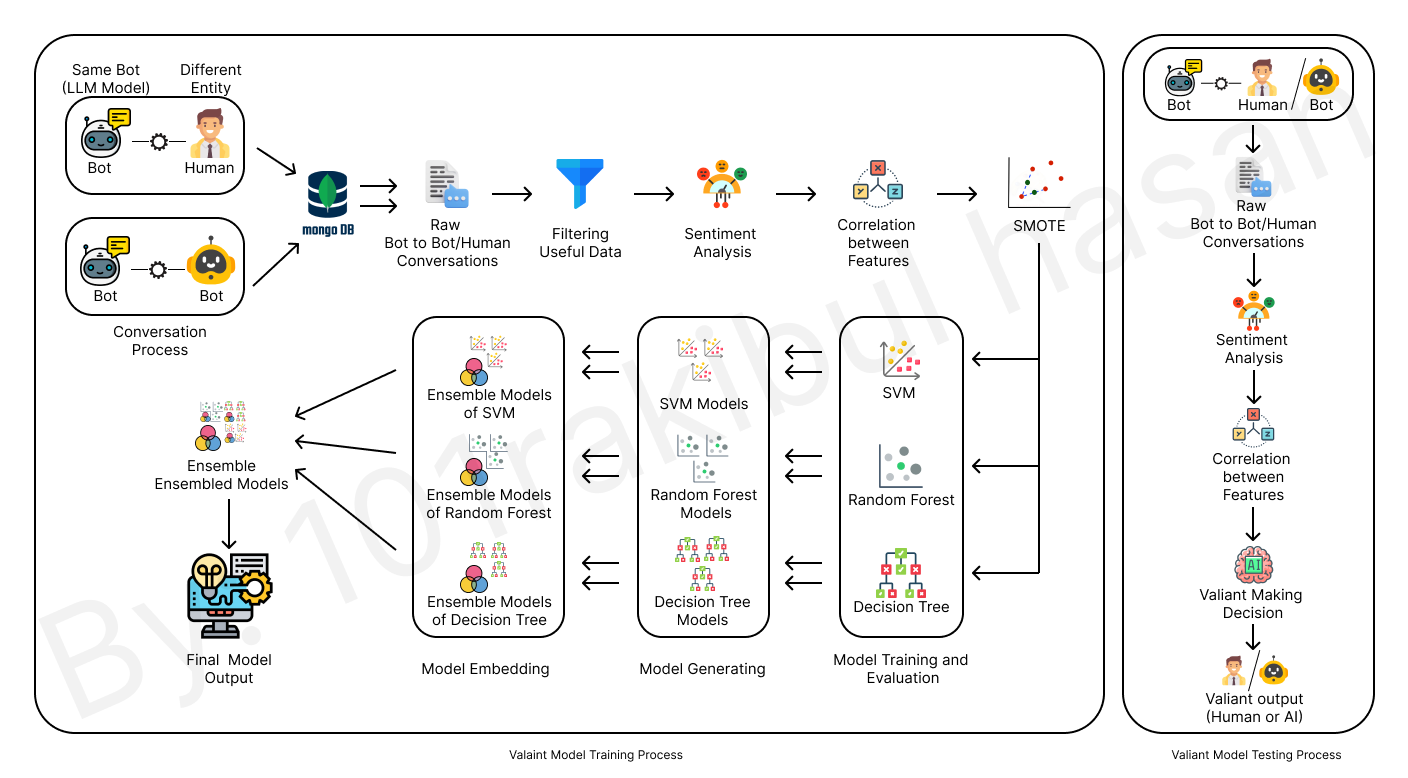 Same Bot
(LLM Model)
Different
Entity
Bot
Human
Bot
Bot
Conversation
Process
mongo DB
Raw
Bot to Bot/Human
Conversations
Filtering
Useful Data
Sentiment
Analysis
X
Y
Z
Correlation
between
Features
SMOTE
SVM
Random Forest
Decision Tree
Model Training and
Evaluation
SVM Models
Random Forest
Models
Decision Tree
Models
Model Generating
Ensemble Models
of SVM
Ensemble Models
of Random Forest
Ensemble Models
of Decision Tree
Model Embedding
Ensemble
Ensembled Models
Final Model
Output
Valaint Model Training Process
Bot
Human
Bot
Raw
Bot to Bot/Human
Conversations
Sentiment
Analysis
X
Y
Z
Correlation
between
Features
AI
Valiant Making
Decision
Valiant output
(Human or AI)
Valiant Model Testing Process
By: 101rakibul hasan